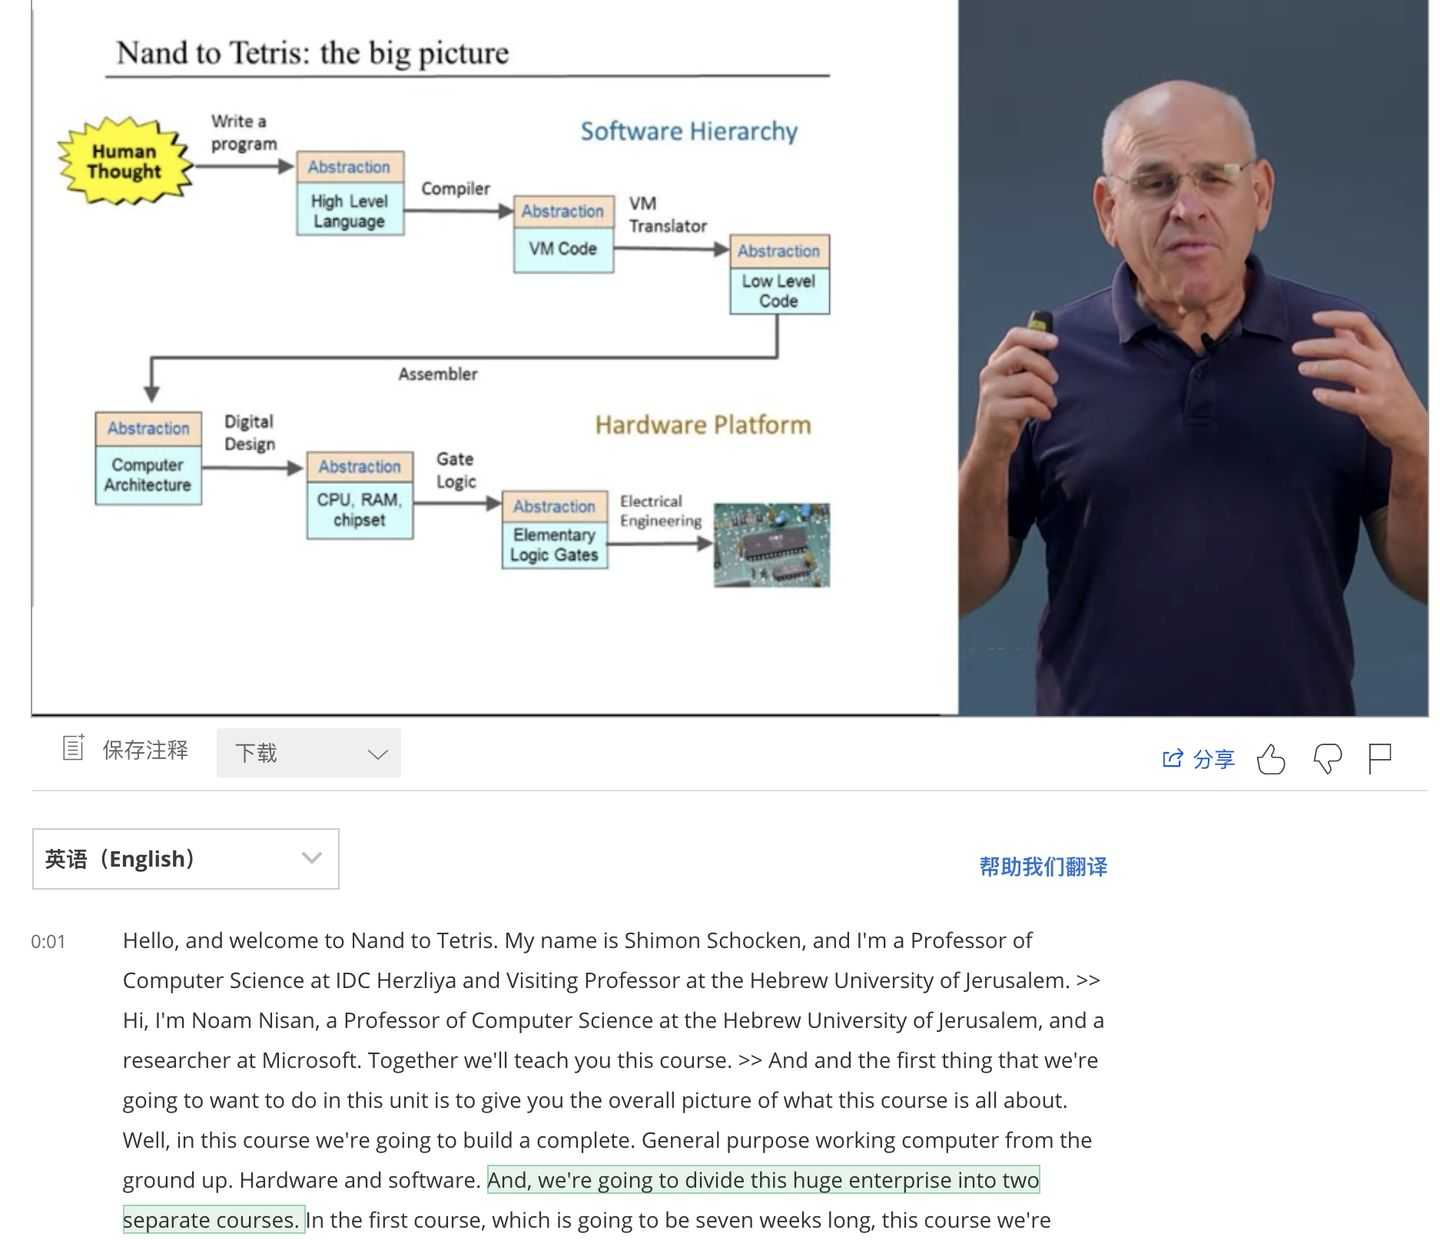 Nand to Tetris: the big picture
Human
Thought
Write a
program
Software Hierarchy
Abstraction
High Level
Language
Compiler
Abstraction
VM Code
VM
Translator
Abstraction
Low Level
Code
Assembler
Hardware Platform
Abstraction
Computer
Architecture
Digital
Design
Abstraction
CPU, RAM,
chipset
Gate
Logic
Abstraction
Elementary
Logic Gates
Electrical
Engineering
保存注释
下载
分享
英语（English）
帮助我们翻译
0:01
Hello, and welcome to Nand to Tetris. My name is Shimon Schocken, and I'm a Professor of
Computer Science at IDC Herzliya and Visiting Professor at the Hebrew University of Jerusalem. >>
Hi, I'm Noam Nisan, a Professor of Computer Science at the Hebrew University of Jerusalem, and a
researcher at Microsoft. Together we'll teach you this course. >> And and the first thing that we're
going to want to do in this unit is to give you the overall picture of what this course is all about.
Well, in this course we're going to build a complete. General purpose working computer from the
ground up. Hardware and software. And, we're going to divide this huge enterprise into two
separate courses. In the first course, which is going to be seven weeks long, this course we're